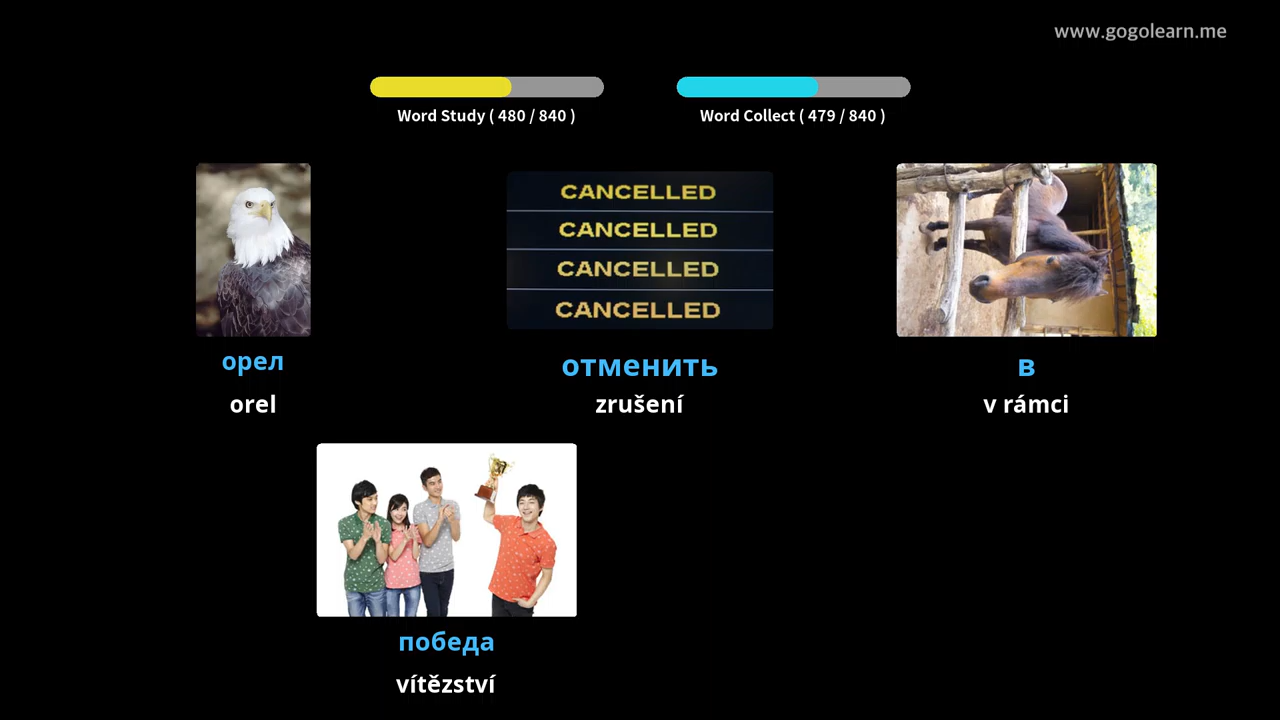 www.gogolearn.me
Word Study ( 480 / 840 )
Word Collect ( 479 / 840 )
CANCELLED
CANCELLED
CANCELLED
CANCELLED
орел
orel
отменить
zrušení
в
v rámci
победа
vítězství